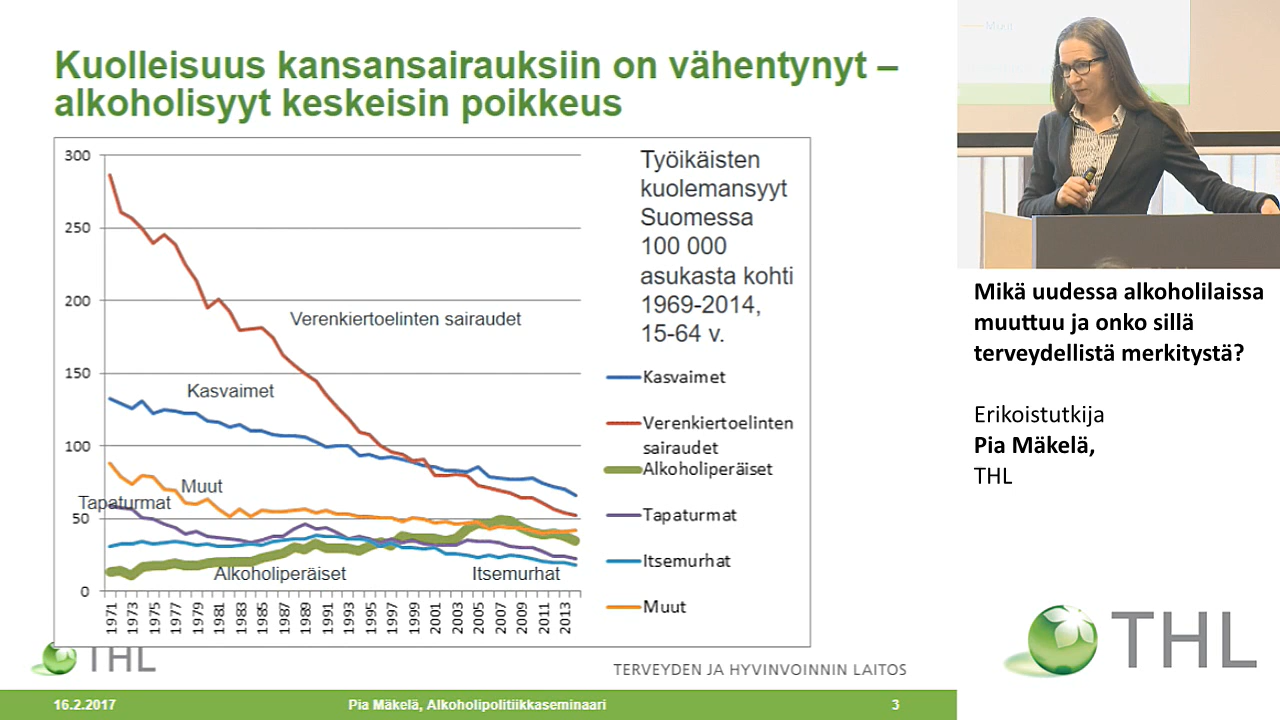 Kuolleisuus kansansairauksiin on vähentynyt –
alkoholisyyt keskeisin poikkeus
300
250
200
150
100
50
0
Verenkiertoelinten sairaudet
Kasvaimet
Muut
Tapaturmat
Alkoholiperäiset
Itsemurhat
1971
1973
1975
1977
1979
1981
1983
1985
1987
1989
1991
1993
1995
1997
1999
2001
2003
2005
2007
2009
2011
2013
Työikäisten
kuolemansyyt
Suomessa
100 000
asukasta kohti
1969-2014,
15-64 v.
Kasvaimet
Verenkiertoelinten
sairaudet
Alkoholiperäiset
Tapaturmat
Itsemurhat
Muut
THL
TERVEYDEN JA HYVINVOINNIN LAITOS
16.2.2017
Pia Mäkelä, Alkoholipolitiikkaseminaari
3
Muut
Mikä uudessa alkoholilaissa
muuttuu ja onko sillä
terveydellistä merkitystä?
Erikoistutkija
Pia Mäkelä,
THL
THL